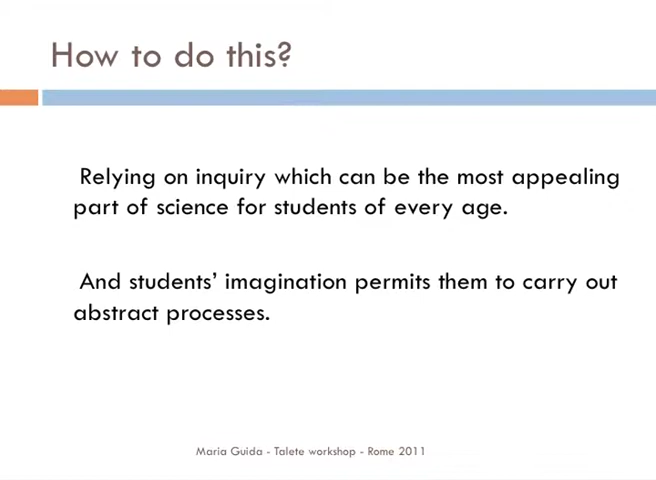 How to do this?
Relying on inquiry which can be the most appealing
part of science for students of every age.
And students’ imagination permits them to carry out
abstract processes.
Maria Guida - Talete workshop - Rome 2011